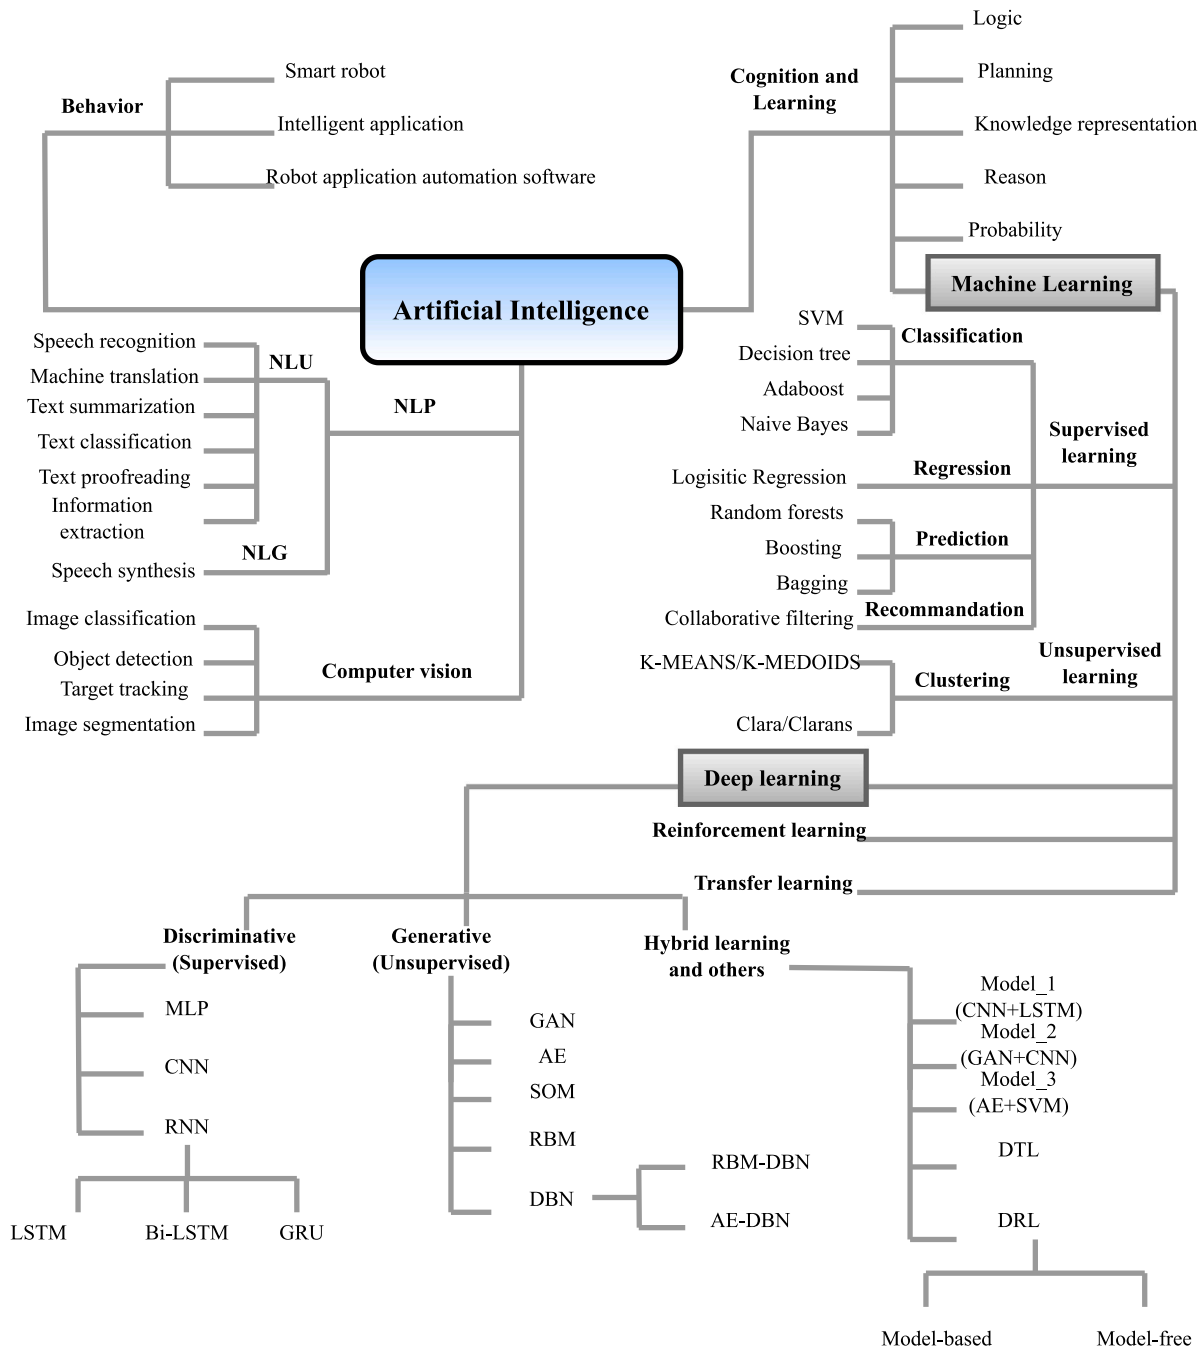 Logic
Smart robot
Planning
Cognition and
Learning
Behavior
Intelligent application
Knowledge representation
Robot application automation software
Reason
Probability
Artificial Intelligence
Machine Learning
Speech recognition
NLU
Machine translation
Text summarization
Text classification
Text proofreading
Information
extraction
NLP
NLG
Speech synthesis
Image classification
Object detection
Target tracking
Image segmentation
Computer vision
SVM
Classification
Decision tree
Adaboost
Naive Bayes
Supervised
learning
Logisitic Regression
Regression
Random forests
Boosting
Prediction
Bagging
Collaborative filtering
Recommandation
Unsupervised
learning
K-MEANS/K-MEDOIDS
Clustering
Clara/Clarans
Deep learning
Reinforcement learning
Transfer learning
Discriminative
(Supervised)
MLP
CNN
RNN
LSTM
Bi-LSTM
GRU
Generative
(Unsupervised)
GAN
AE
SOM
RBM
DBN
RBM-DBN
AE-DBN
Hybrid learning
and others
Model_1
(CNN+LSTM)
Model_2
(GAN+CNN)
Model_3
(AE+SVM)
DTL
DRL
Model-based
Model-free